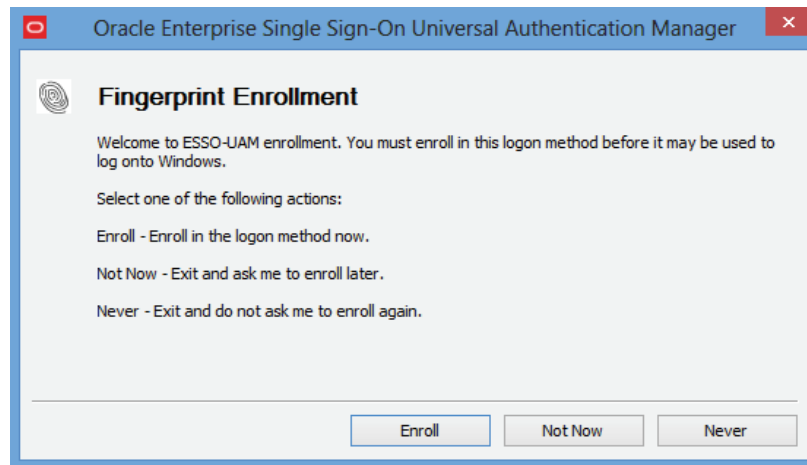 Oracle Enterprise Single Sign-On Universal Authentication Manager
Fingerprint Enrollment
Welcome to ESSO-UAM enrollment. You must enroll in this logon method before it may be used to
log onto Windows.
Select one of the following actions:
Enroll - Enroll in the logon method now.
Not Now - Exit and ask me to enroll later.
Never - Exit and do not ask me to enroll again.
Enroll Not Now Never